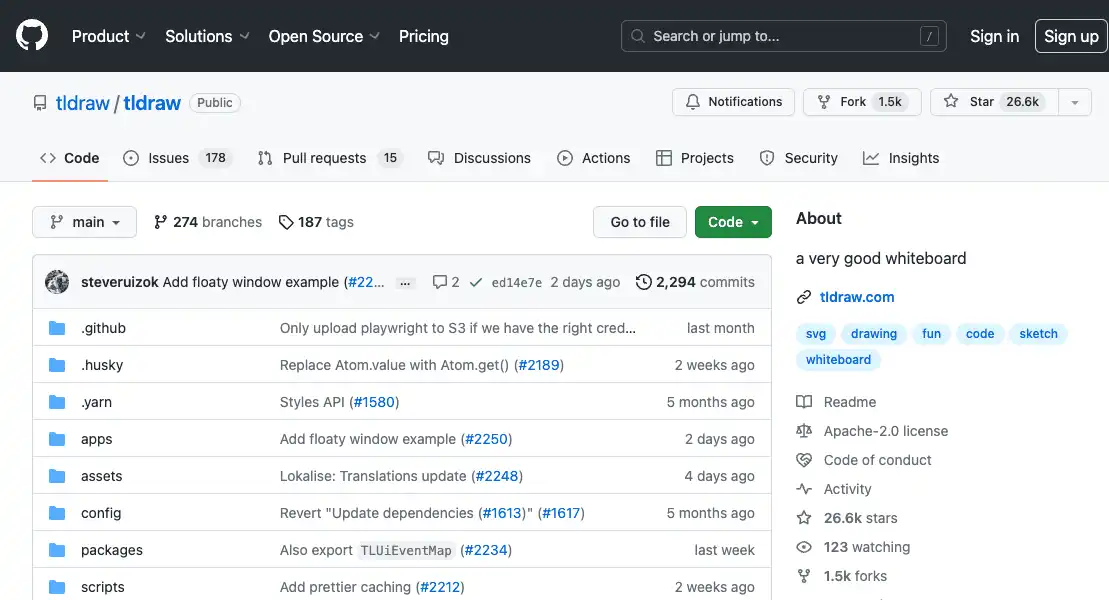 Product Solutions Open Source Pricing Search or jump to... / Sign in Sign up
tldraw / tldraw Public Notifications Fork 1.5k Star 26.6k
Code Issues 178 Pull requests 15 Discussions Actions Projects Security Insights
main 274 branches 187 tags Go to file Code
steveruizok Add floaty window example (#22... ... 2 ed14e7e 2 days ago 2,294 commits
.github Only upload playwright to S3 if we have the right cred... last month
.husky Replace Atom.value with Atom.get() (#2189) 2 weeks ago
.yarn Styles API (#1580) 5 months ago
apps Add floaty window example (#2250) 2 days ago
assets Lokalise: Translations update (#2248) 4 days ago
config Revert "Update dependencies (#1613)" (#1617) 5 months ago
packages Also export TLUiEventMap (#2234) last week
scripts Add prettier caching (#2212) 2 weeks ago
About
a very good whiteboard
tldraw.com
svg drawing fun code sketch
whiteboard
Readme
Apache-2.0 license
Code of conduct
Activity
26.6k stars
123 watching
1.5k forks